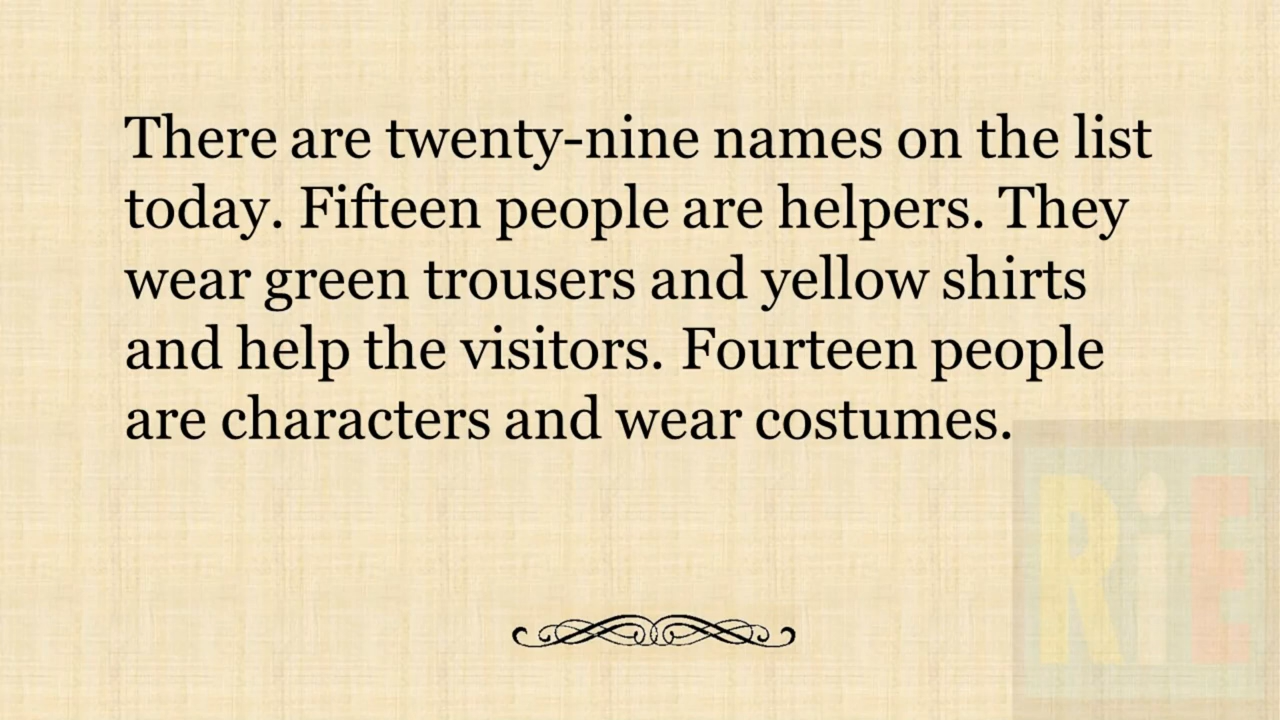 There are twenty-nine names on the list
today. Fifteen people are helpers. They
wear green trousers and yellow shirts
and help the visitors. Fourteen people
are characters and wear costumes.
RiE